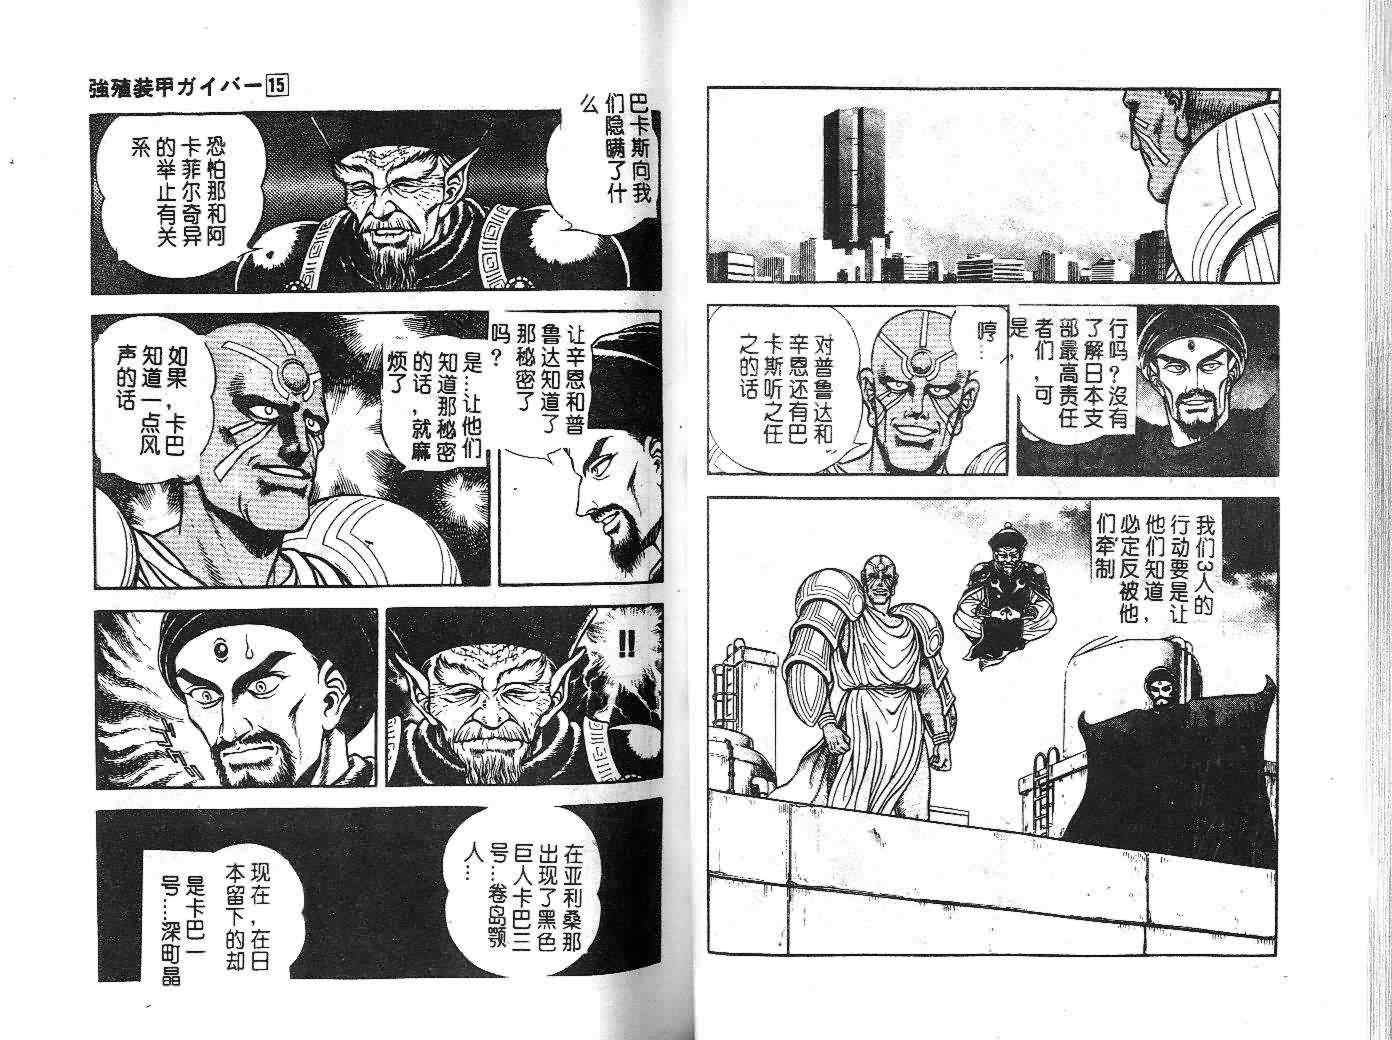 行吗？沒有
了解日本支
部最高责任
者们，可
是，
哼…
对普鲁达和
辛恩还有巴
卡斯听之任
之的话
我们3人的
行动要是让
他们知道，
必定反被他
们牵制
強殖装甲ガイバー15
巴卡斯向我
们隐瞒了什
么
恐怕那和阿
卡菲尔奇异
的举止有关
系
让辛恩和普
鲁达知道了
那秘密了
吗？
是…让他们
知道那秘密
的话，就麻
烦了
如果，卡巴
知道一点风
声的话
!!
在亚利桑那
出现了黑色
巨人卡巴三
号…卷岛颚
人…
现在，在日
本留下的却
是卡巴一
号…深町晶